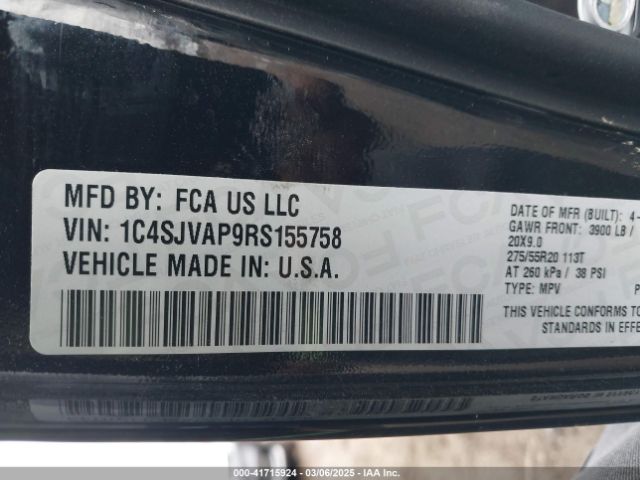 MFD BY: FCA US LLC
VIN: 1C4SJVAP9RS155758
VEHICLE MADE IN: U.S.A.
DATE OF MFR (BUILT): 4-
GAWR FRONT: 3900 LB /
20X9.0
275/55R20 113T
AT 260 kPa / 38 PSI
TYPE: MPV P
THIS VEHICLE CONFORMS TO
STANDARDS IN EFFE
000-41715924 | 03/06/2025 - IAA Inc.